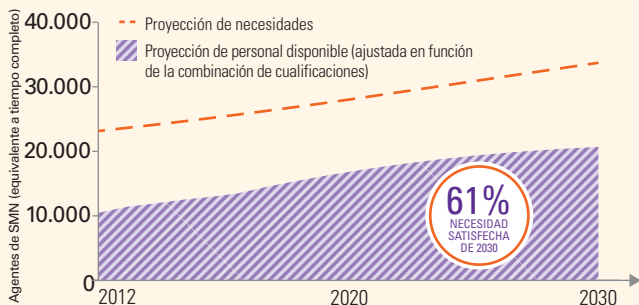 Agentes de SMN (equivalente a tiempo completo)
40.000
30.000
20.000
10.000
0
Proyección de necesidades
Proyección de personal disponible (ajustada en función
de la combinación de cualificaciones)
61%
NECESIDAD
SATISFECHA
DE 2030
2012
2020
2030